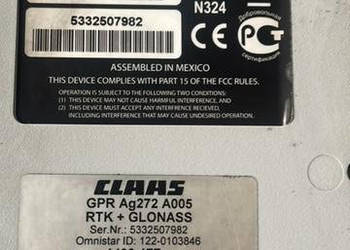 N324
5332507982
Добровольная
сертификация
ASSEMBLED IN MEXICO
THIS DEVICE COMPLIES WITH PART 15 OF THE FCC RULES.
OPERATION IS SUBJECT TO THE FOLLOWING TWO CONDITIONS:
(1) THIS DEVICE MAY NOT CAUSE HARMFUL INTERFERENCE, AND
(2) THIS DEVICE MUST ACCEPT ANY INTERFERENCE RECEIVED,
INCLUDING INTERFERENCE THAT MAY CAUSE UNDESIRED
OPERATION.
CLAAS
GPR Ag272 A005
RTK + GLONASS
Ser.Nr.: 5332507982
Omnistar ID: 122-0103846